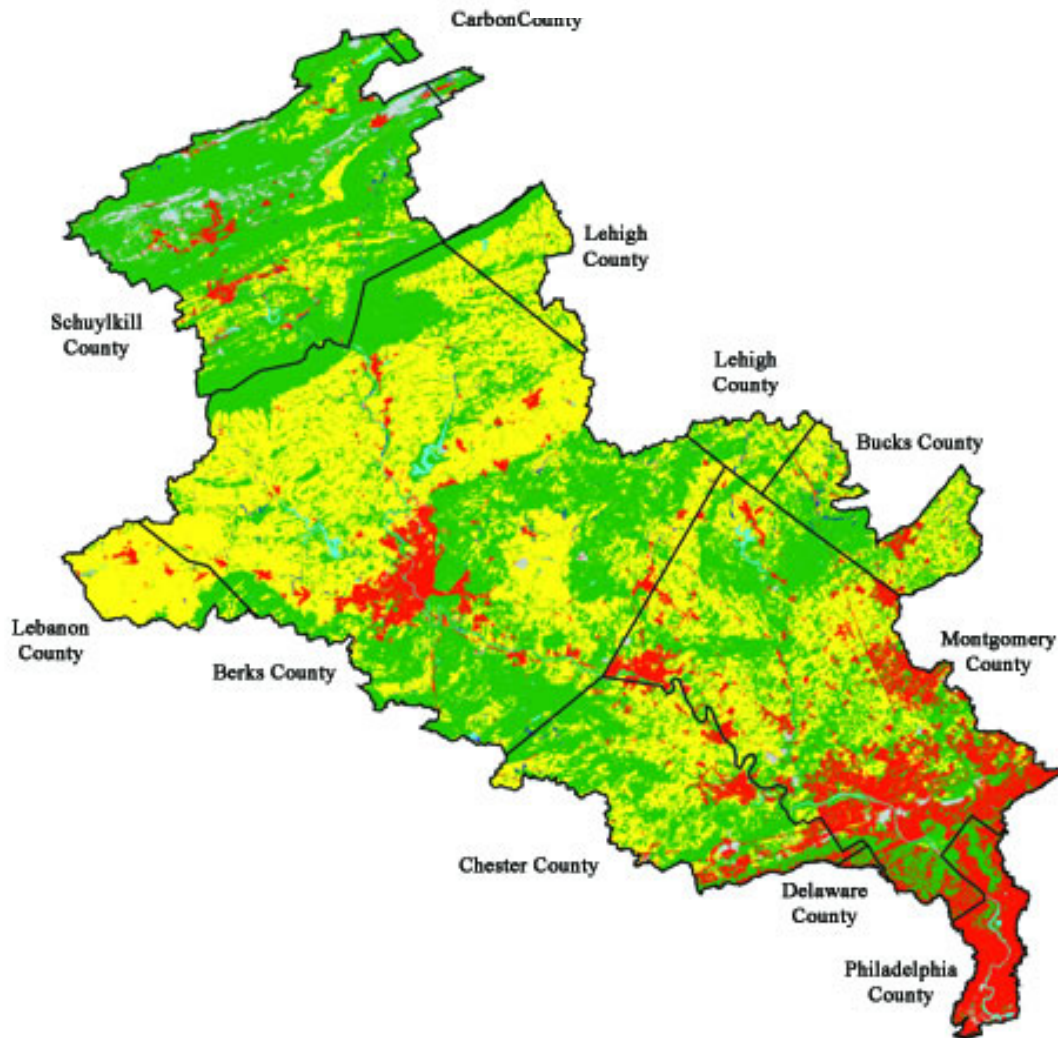 CarbonCounty
Lehigh
County
Schuylkill
County
Lehigh
County
Bucks County
Lebanon
County
Berks County
Montgomery
County
Chester County
Delaware
County
Philadelphia
County